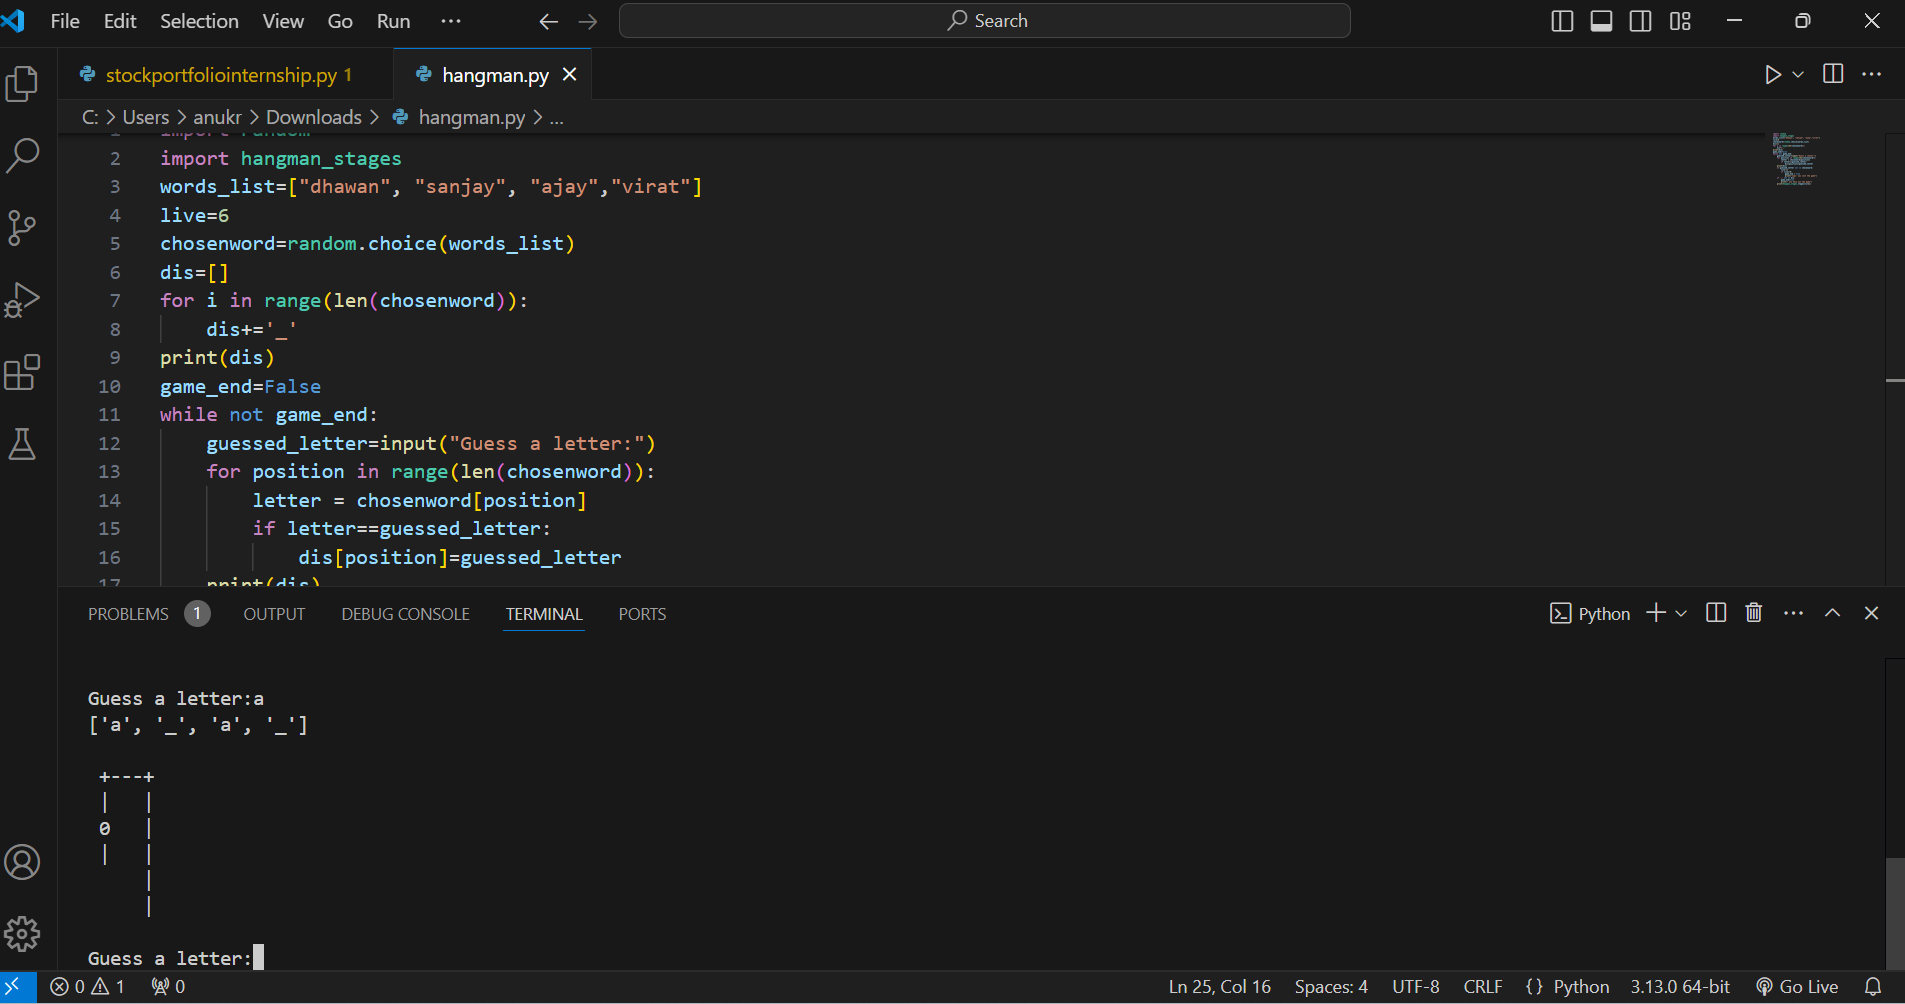 File Edit Selection View Go Run ··· Search
stockportfoliointernship.py 1 hangman.py
C: > Users > anukr > Downloads > hangman.py > ...
1 import random
2 import hangman_stages
3 words_list=["dhawan", "sanjay", "ajay","virat"]
4 live=6
5 chosenword=random.choice(words_list)
6 dis=[]
7 for i in range(len(chosenword)):
8 dis+='_'
9 print(dis)
10 game_end=False
11 while not game_end:
12 guessed_letter=input("Guess a letter:")
13 for position in range(len(chosenword)):
14 letter = chosenword[position]
15 if letter==guessed_letter:
16 dis[position]=guessed_letter
17 print(dis)
PROBLEMS 1 OUTPUT DEBUG CONSOLE TERMINAL PORTS Python
Guess a letter:a
['a', '_', 'a', '_']
+---+
|   |
0   |
|   |
    |
    |
Guess a letter:
0 1 0 Ln 25, Col 16 Spaces: 4 UTF-8 CRLF {} Python 3.13.0 64-bit Go Live